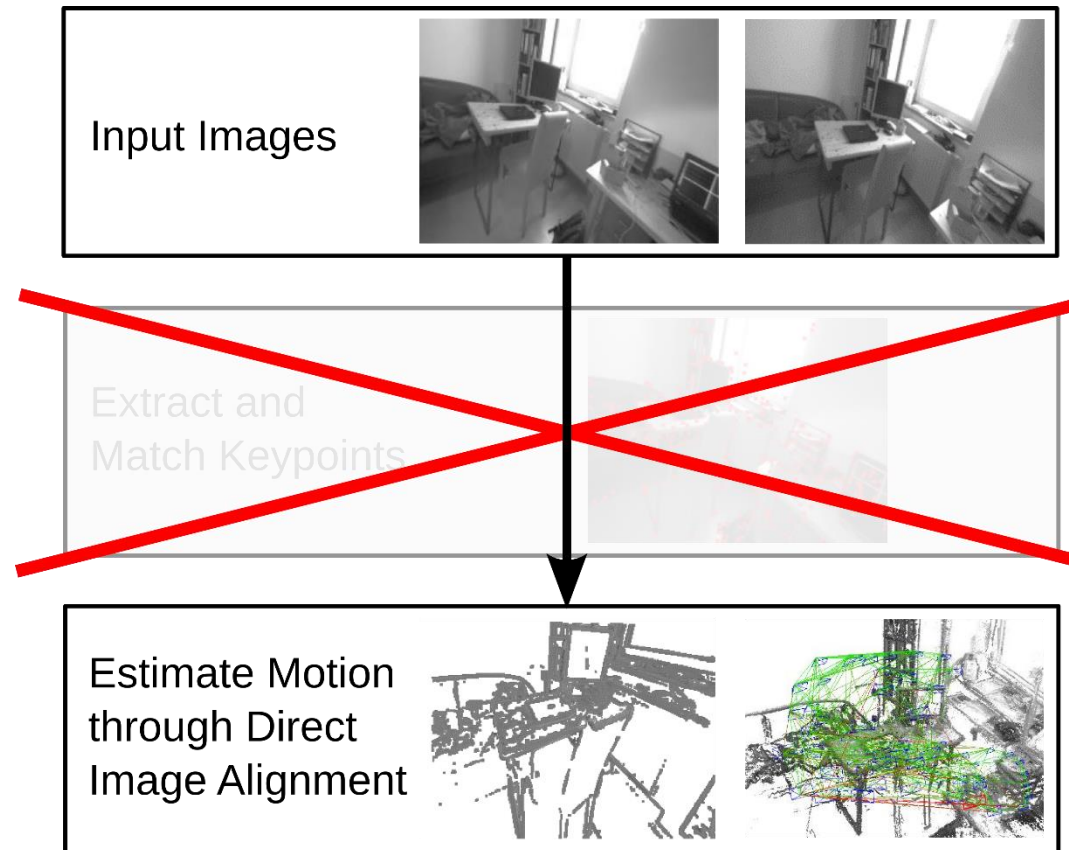 Input Images
Extract and
Match Keypoints
Estimate Motion
through Direct
Image Alignment